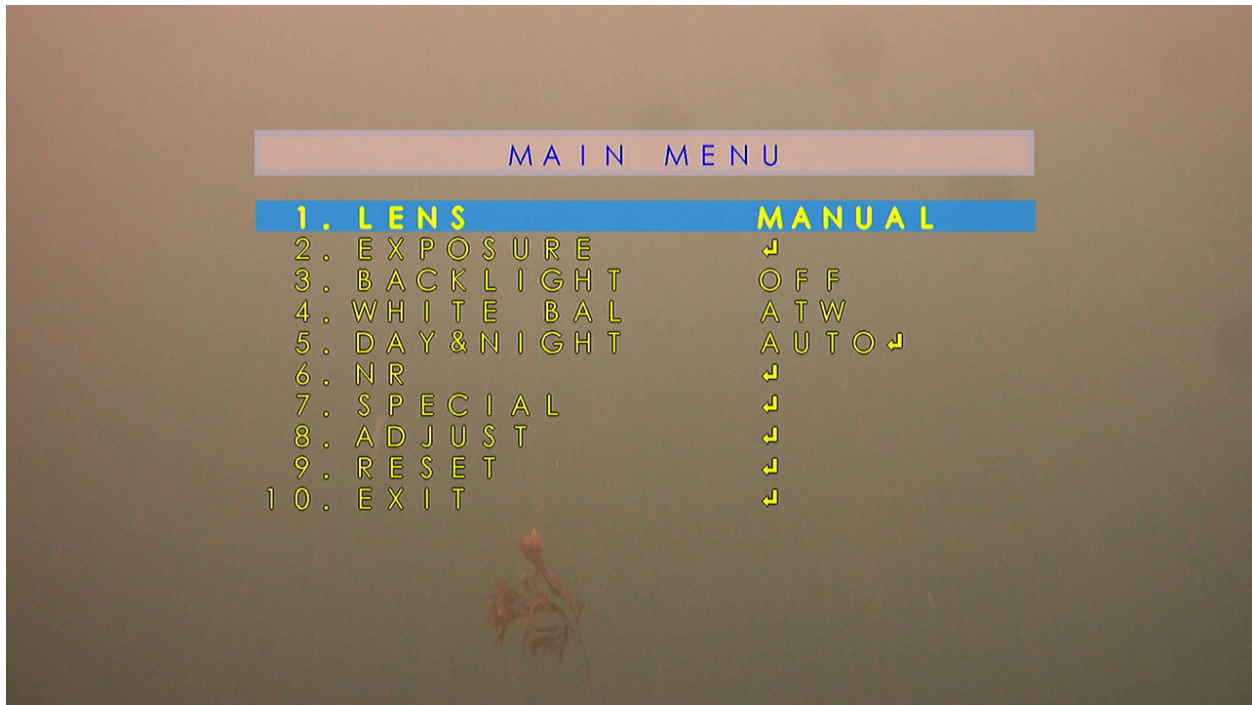 MAIN MENU
1. LENS MANUAL
2. EXPOSURE ↲
3. BACKLIGHT OFF
4. WHITE BAL ATW
5. DAY&NIGHT AUTO↲
6. NR ↲
7. SPECIAL ↲
8. ADJUST ↲
9. RESET ↲
10. EXIT ↲